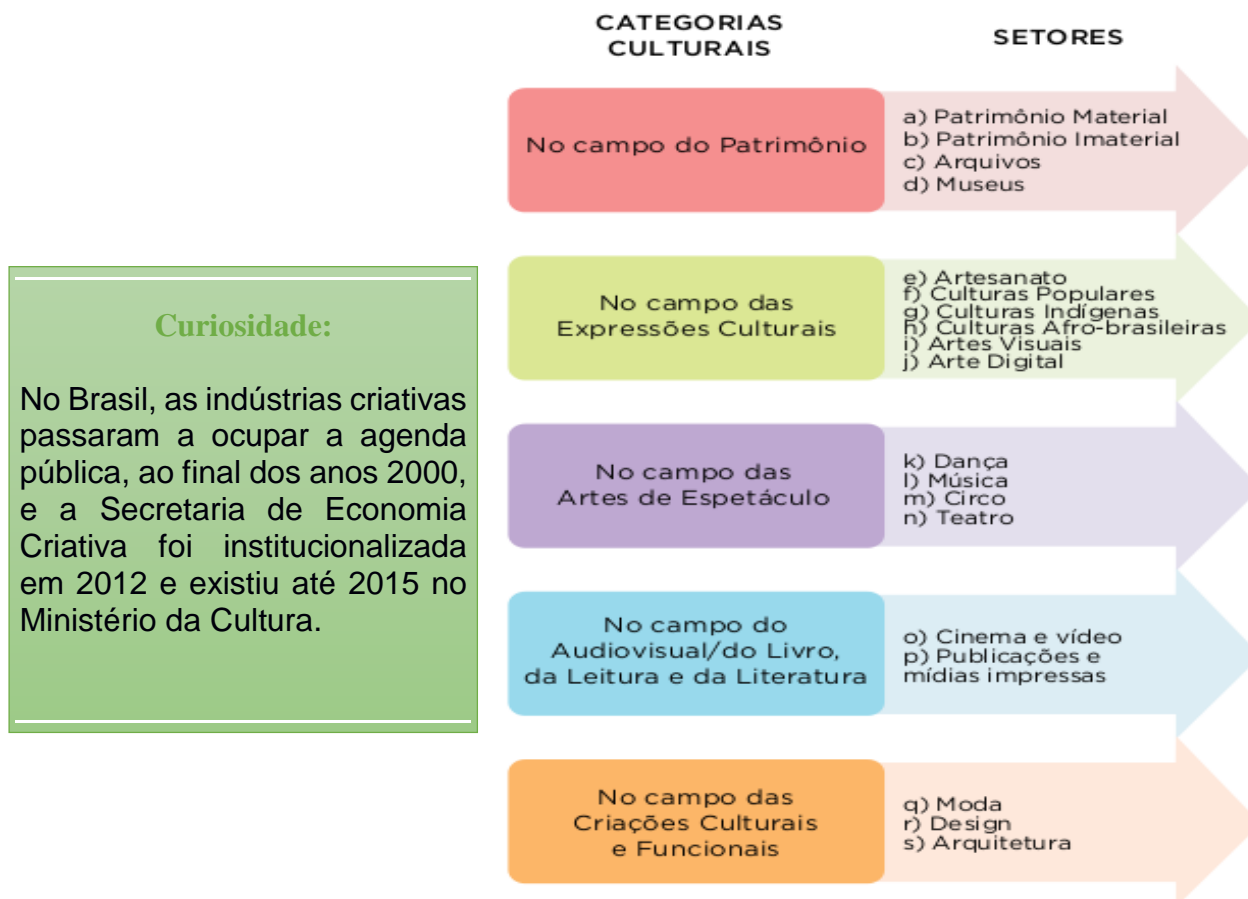 Curiosidade:
No Brasil, as indústrias criativas
passaram a ocupar a agenda
pública, ao final dos anos 2000,
e a Secretaria de Economia
Criativa foi institucionalizada
em 2012 e existiu até 2015 no
Ministério da Cultura.
CATEGORIAS
CULTURAIS
SETORES
No campo do Patrimônio
a) Patrimônio Material
b) Patrimônio Imaterial
c) Arquivos
d) Museus
No campo das
Expressões Culturais
e) Artesanato
f) Culturas Populares
g) Culturas Indígenas
h) Culturas Afro-brasileiras
i) Artes Visuais
j) Arte Digital
No campo das
Artes de Espetáculo
k) Dança
l) Música
m) Circo
n) Teatro
No campo do
Audiovisual/do Livro,
da Leitura e da Literatura
o) Cinema e vídeo
p) Publicações e
mídias impressas
No campo das
Criações Culturais
e Funcionais
q) Moda
r) Design
s) Arquitetura